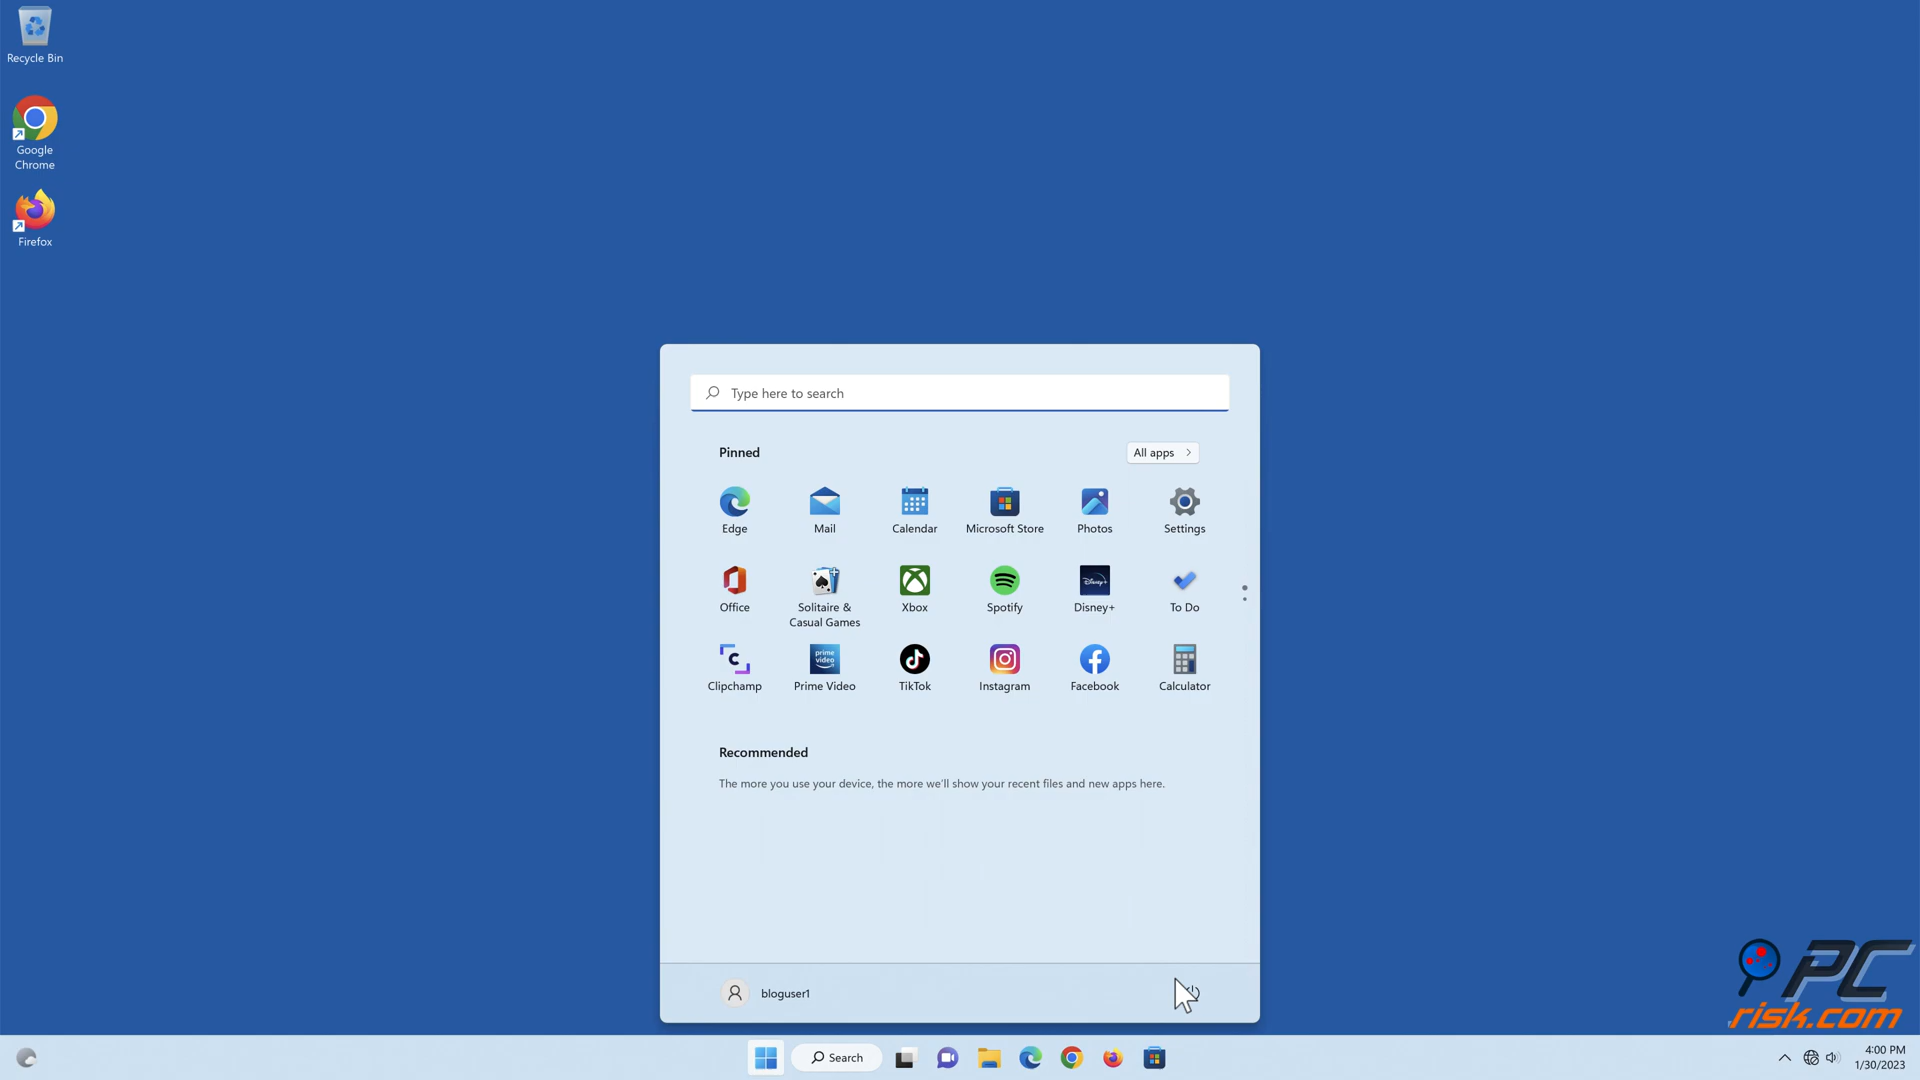 Recycle Bin
Google
Chrome
Firefox
Type here to search
Pinned
All apps
Edge
Mail
Calendar
Microsoft Store
Photos
Settings
Office
Solitaire &
Casual Games
Xbox
Spotify
Disney+
Disney+
To Do
C
prime
video
Clipchamp
Prime Video
TikTok
Instagram
Facebook
Calculator
Recommended
The more you use your device, the more we'll show your recent files and new apps here.
bloguser1
PC
risk.com
Search
4:00 PM
1/30/2023